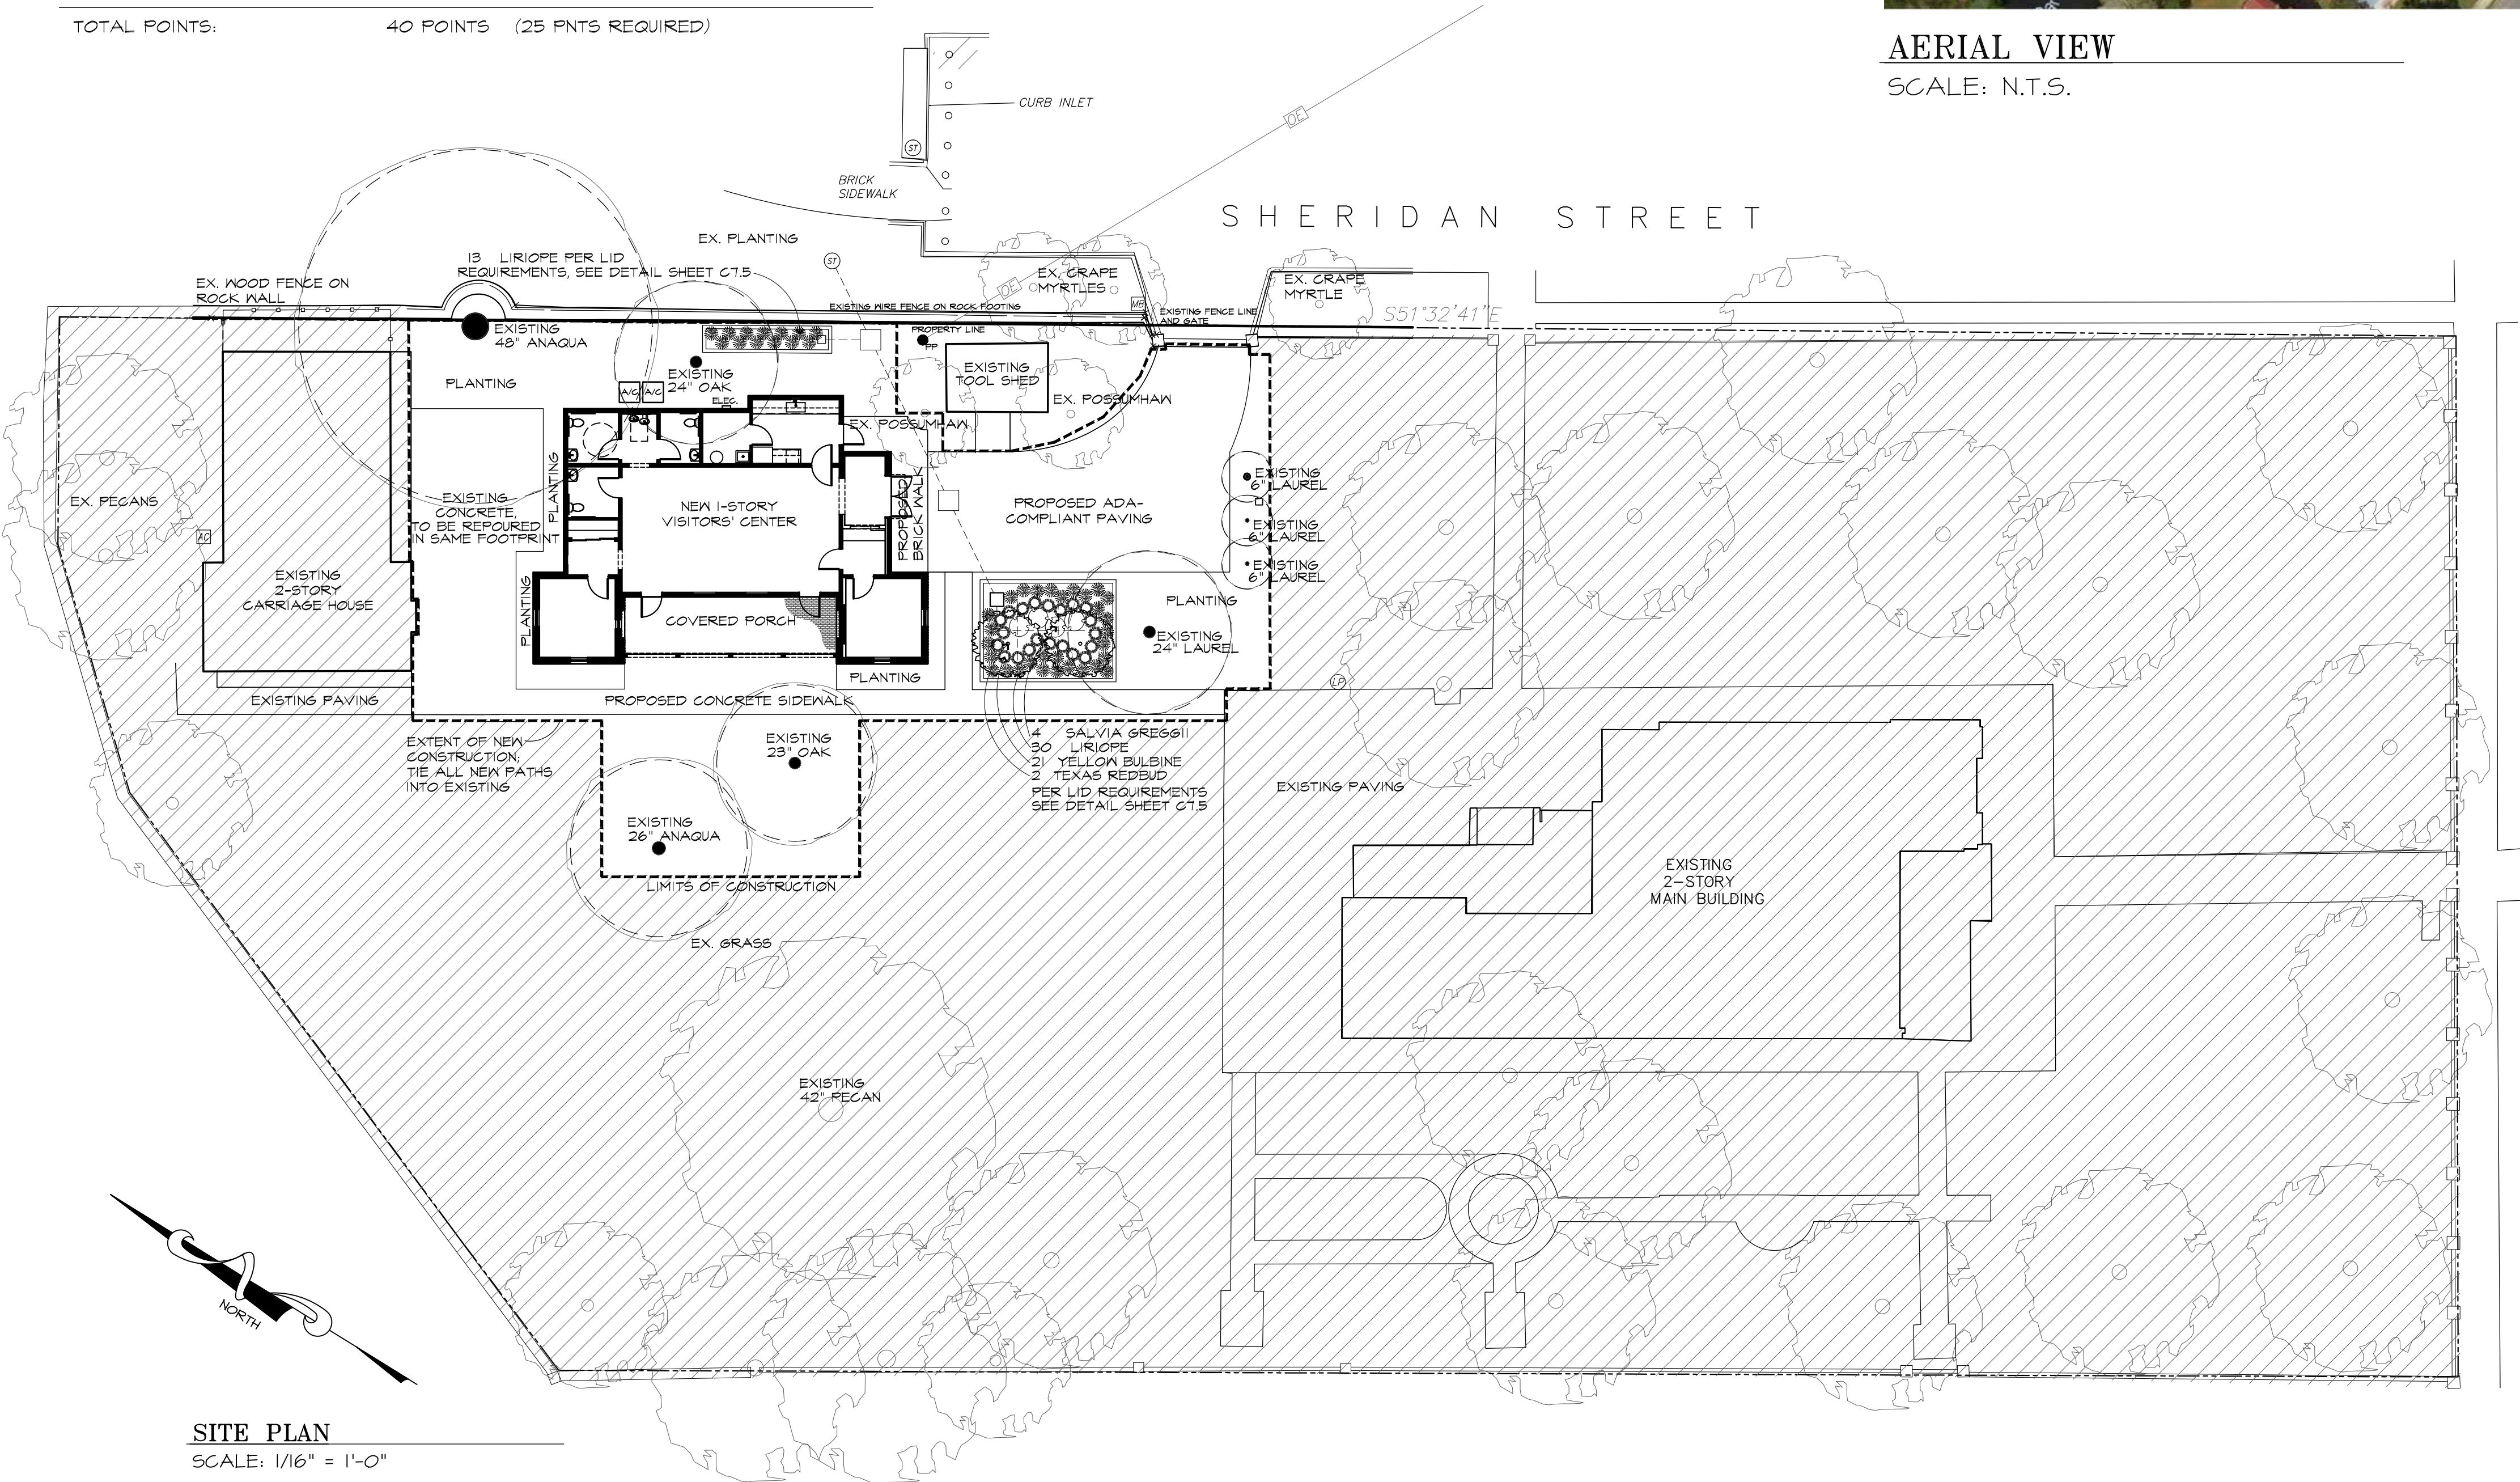 TOTAL POINTS: 40 POINTS (25 PNTS REQUIRED)
AERIAL VIEW
SCALE: N.T.S.
CURB INLET
ST
BRICK
SIDEWALK
OE
SHERIDAN STREET
EX. PLANTING
ST
13 LIRIOPE PER LID
REQUIREMENTS, SEE DETAIL SHEET C7.5
EX. WOOD FENCE ON
ROCK WALL
EX. CRAPE
MYRTLES
OE
MB
EX. CRAPE
MYRTLE
EXISTING WIRE FENCE ON ROCK FOOTING
EXISTING FENCE LINE
AND GATE
S51°32'41"E
EXISTING
48" ANAQUA
PROPERTY LINE
PP
EXISTING
24" OAK
EXISTING
TOOL SHED
PLANTING
A/C
A/C
ELEC.
EX. POSSUMHAW
EX. POSSUMHAW
EX. PECANS
AC
EXISTING
CONCRETE,
TO BE REPOURED
IN SAME FOOTPRINT
PLANTING
NEW 1-STORY
VISITORS' CENTER
PROPOSED
BRICK WALK
PROPOSED ADA-
COMPLIANT PAVING
EXISTING
6" LAUREL
EXISTING
6" LAUREL
EXISTING
6" LAUREL
EXISTING
2-STORY
CARRIAGE HOUSE
PLANTING
COVERED PORCH
PLANTING
EXISTING
24" LAUREL
PLANTING
LP
EXISTING PAVING
PROPOSED CONCRETE SIDEWALK
EXTENT OF NEW
CONSTRUCTION;
TIE ALL NEW PATHS
INTO EXISTING
EXISTING
23" OAK
4 SALVIA GREGGII
30 LIRIOPE
21 YELLOW BULBINE
2 TEXAS REDBUD
PER LID REQUIREMENTS
SEE DETAIL SHEET C7.5
EXISTING PAVING
EXISTING
26" ANAQUA
LIMITS OF CONSTRUCTION
EXISTING
2-STORY
MAIN BUILDING
EX. GRASS
EXISTING
42" PECAN
NORTH
SITE PLAN
SCALE: 1/16" = 1'-0"